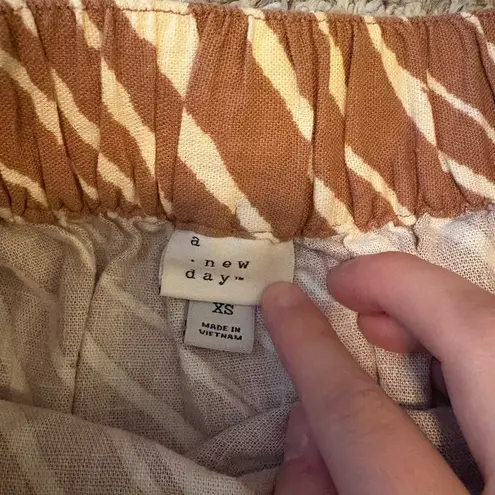 a
. new
day™
XS
MADE IN
VIETNAM